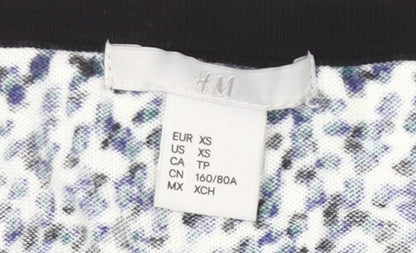 H M
EUR XS
US XS
CA TP
CN 160/80A
MX XCH